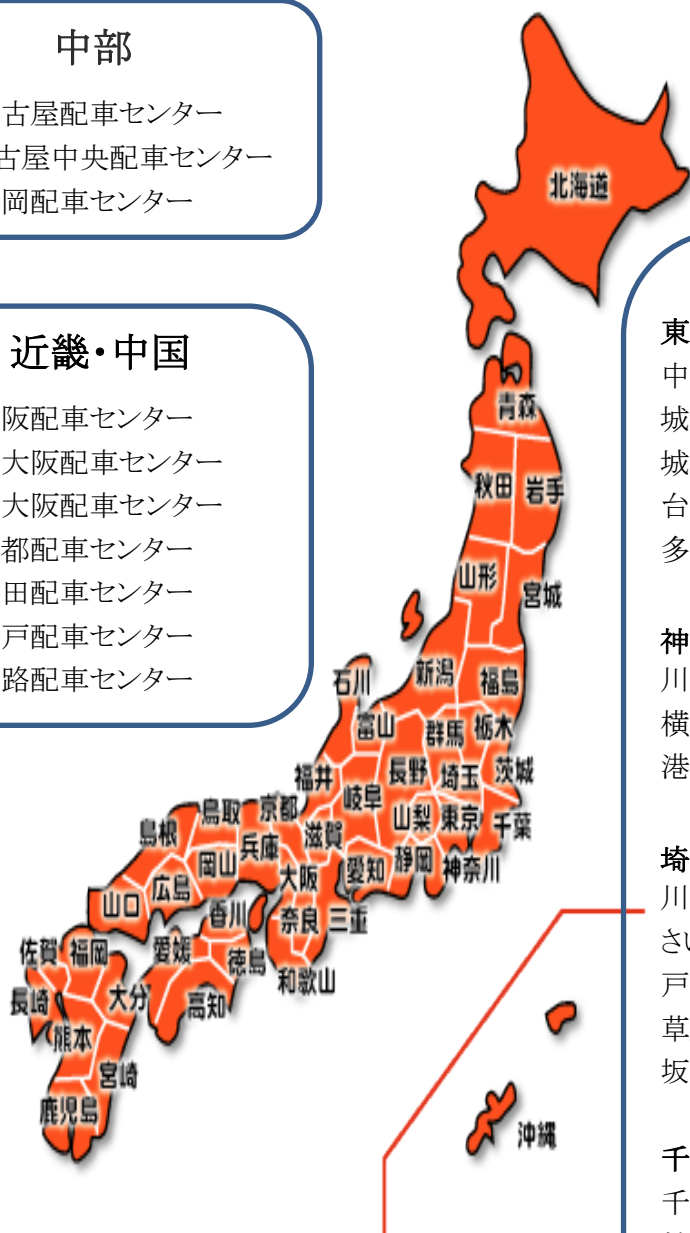 中部
古屋配車センター
古屋中央配車センター
岡配車センター
近畿・中国
阪配車センター
大阪配車センター
大阪配車センター
都配車センター
田配車センター
戸配車センター
路配車センター
北海道
青森
秋田
岩手
山形
宮城
新潟
福島
石川
富山
群馬
栃木
福井
長野
埼玉
茨城
岐阜
山梨
東京
千葉
鳥取
京都
滋賀
島根
兵庫
岡山
大阪
愛知
静岡
神奈川
広島
山口
香川
奈良
三重
佐賀
福岡
愛媛
徳島
和歌山
長崎
大分
高知
熊本
宮崎
鹿児島
沖縄
東
中
城
城
台
多
神
川
横
港
埼
川
さい
戸
草
坂
千
千